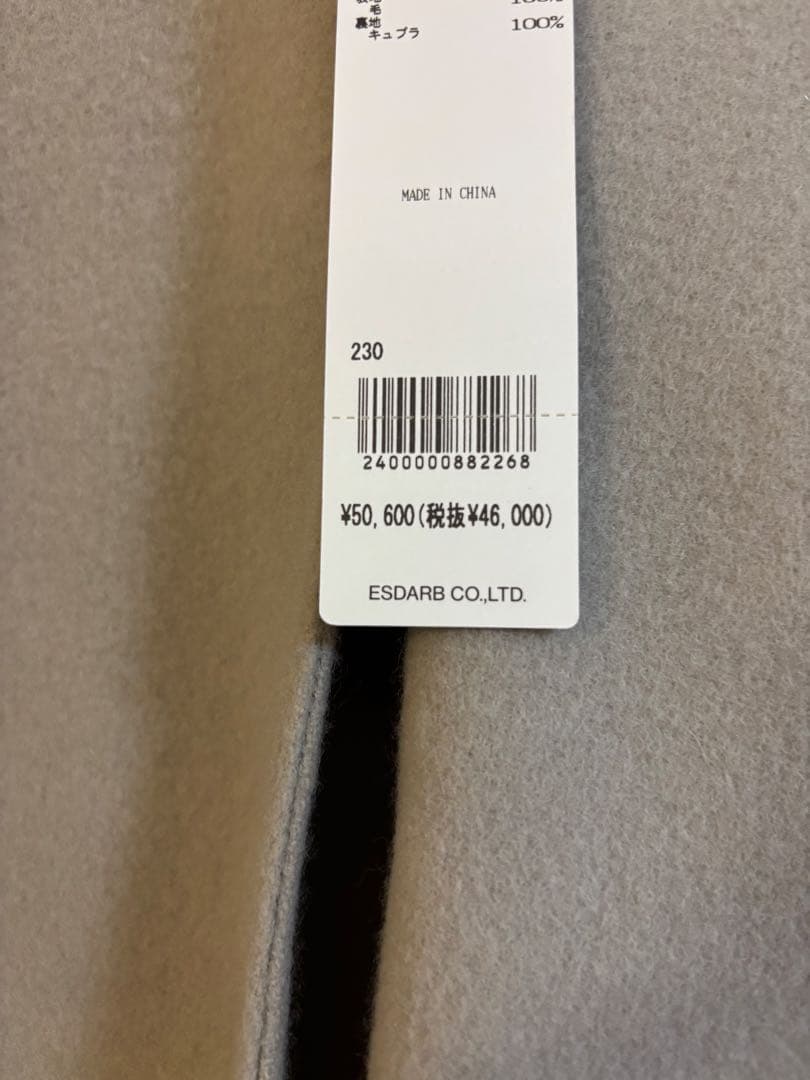 毛
裏地 100%
キュプラ
MADE IN CHINA
230
2400000882268
¥50,600(税抜¥46,000)
ESDARB CO.,LTD.